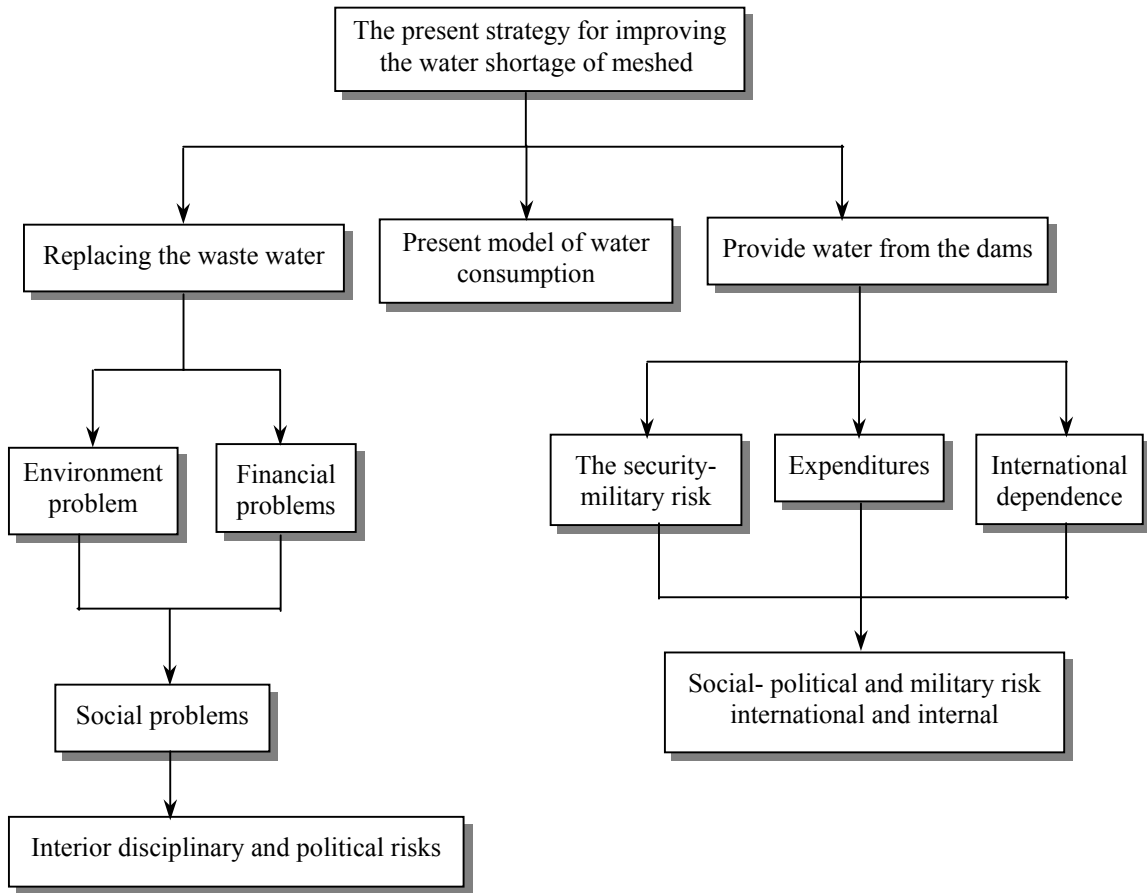 The present strategy for improving
the water shortage of meshed
Replacing the waste water
Present model of water
consumption
Provide water from the dams
Environment
problem
Financial
problems
The security-
military risk
Expenditures
International
dependence
Social problems
Social- political and military risk
international and internal
Interior disciplinary and political risks